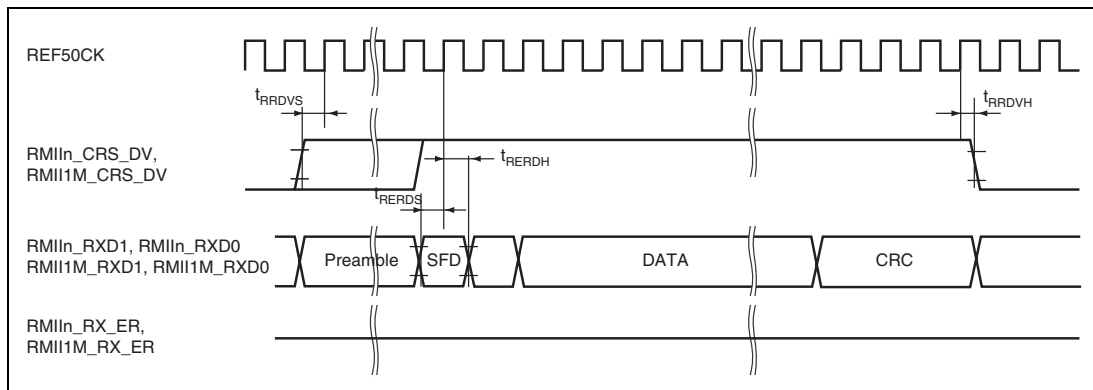 REF50CK
tRRDVS
tRRDVH
RMIIn_CRS_DV,
RMII1M_CRS_DV
tRERDH
tRERDS
RMIIn_RXD1, RMIIn_RXD0
RMII1M_RXD1, RMII1M_RXD0
Preamble
SFD
DATA
CRC
RMIIn_RX_ER,
RMII1M_RX_ER